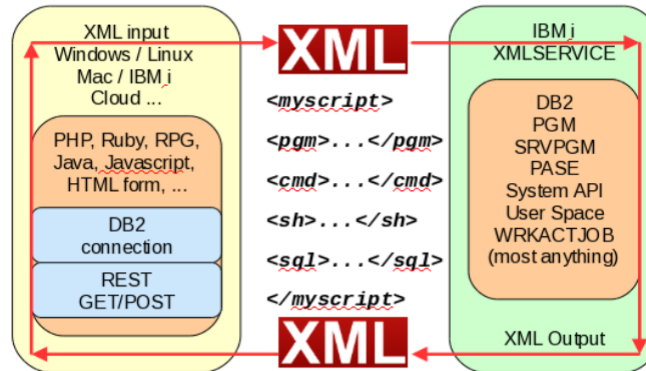 XML input
Windows / Linux
Mac / IBM i
Cloud ...
PHP, Ruby, RPG,
Java, Javascript,
HTML form, ...
DB2
connection
REST
GET/POST
XML
<myscript>
<pgm>...</pgm>
<cmd>...</cmd>
<sh>...</sh>
<sql>...</sql>
</myscript>
XML
IBM i
XMLSERVICE
DB2
PGM
SRVPGM
PASE
System API
User Space
WRKACTJOB
(most anything)
XML Output